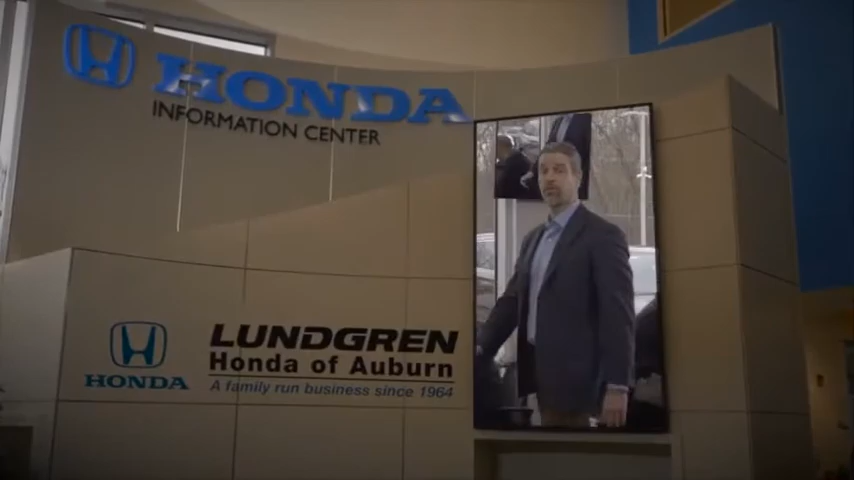 HONDA
INFORMATION CENTER
LUNDGREN
Honda of Auburn
HONDA
A family run business since 1964